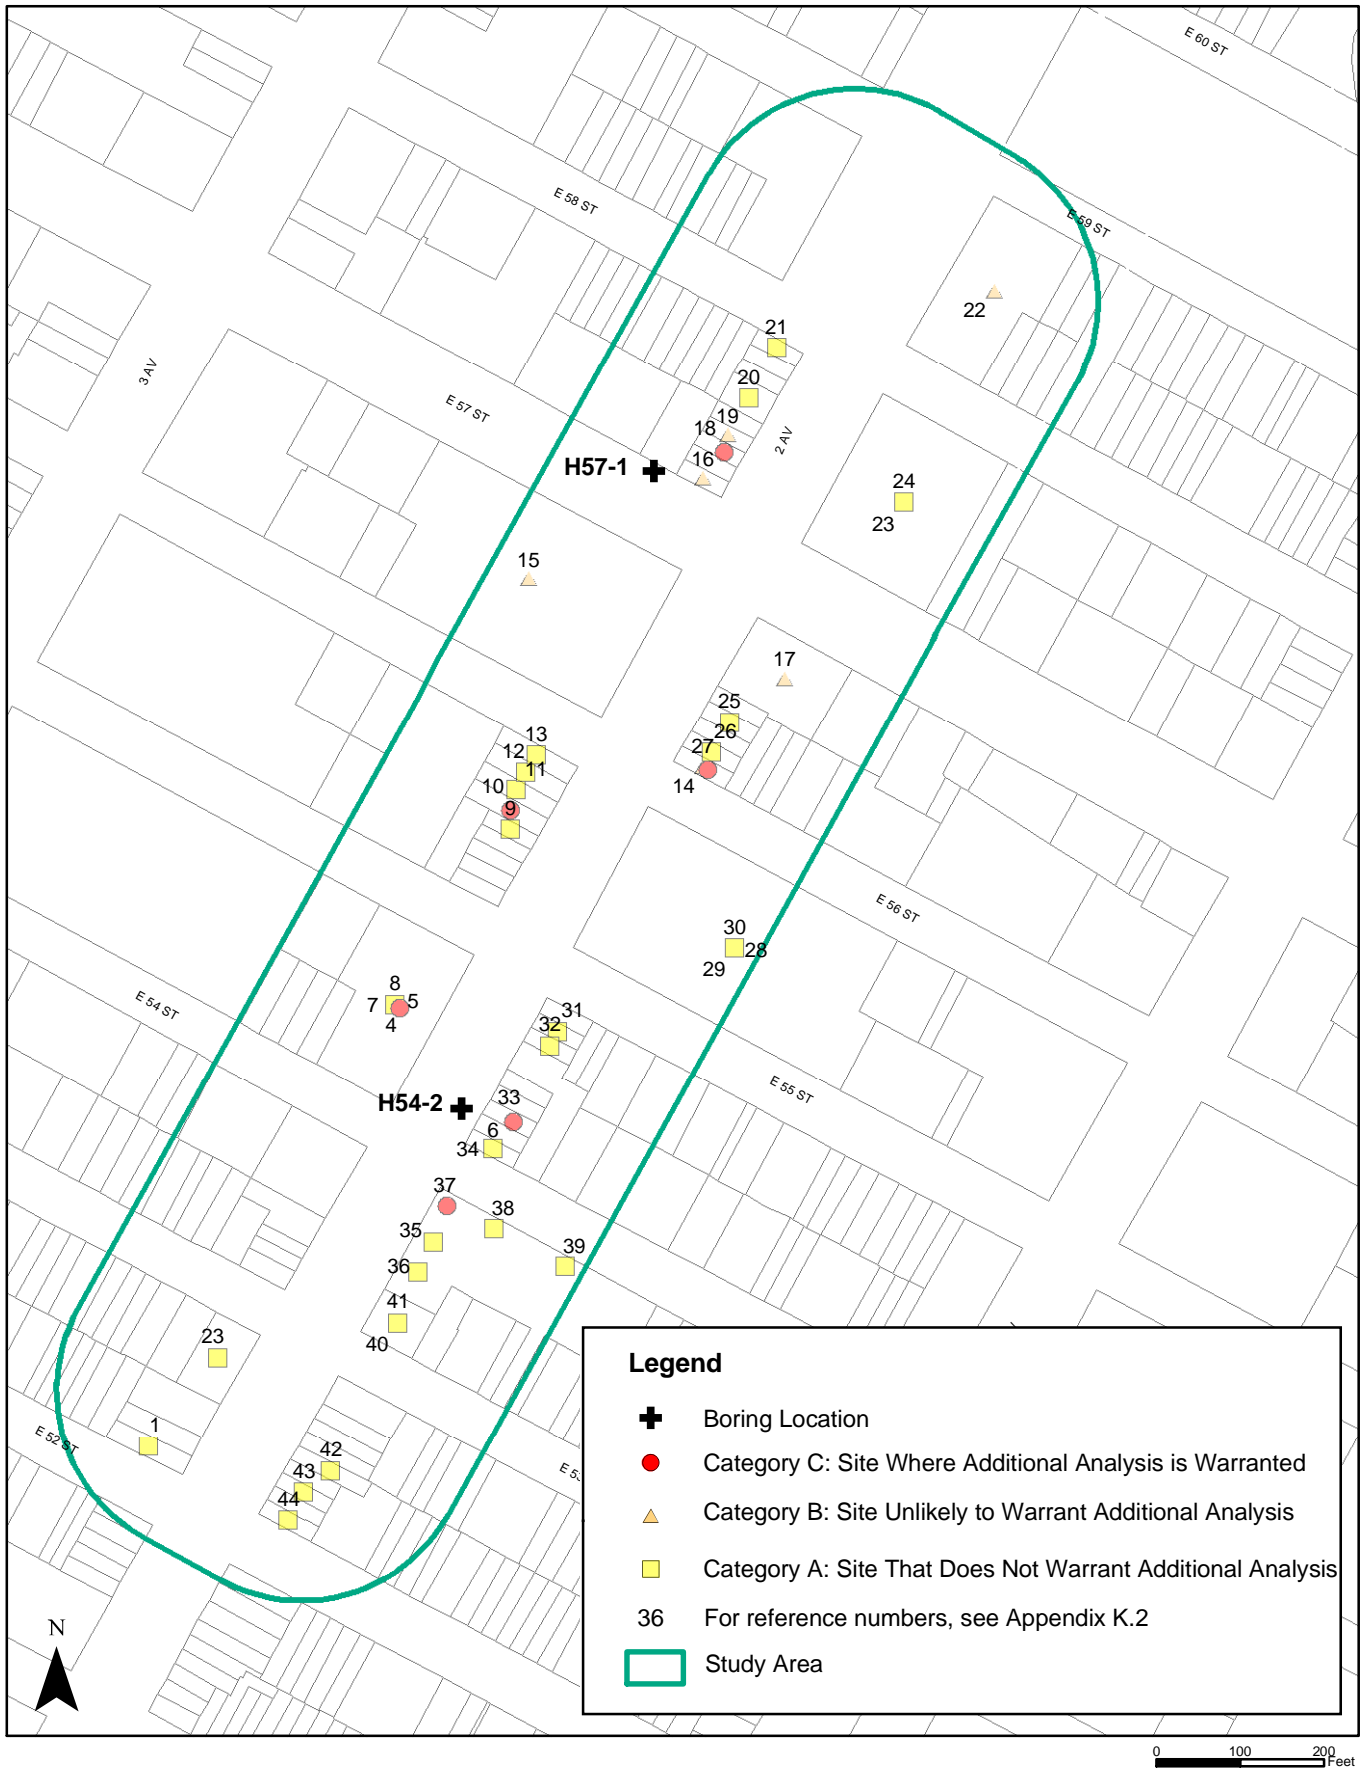 E 60 ST
E 58 ST
E 59 ST
22
21
3 AV
20
E 57 ST
19
18
2 AV
16
H57-1
24
23
15
17
25
26
13
12
27
11
10
14
9
E 56 ST
30
28
29
8
7
5
4
E 54 ST
31
32
E 55 ST
H54-2
33
6
34
37
38
35
39
36
41
40
23
1
E 52 ST
42
43
44
E 5
Legend
Boring Location
Category C: Site Where Additional Analysis is Warranted
Category B: Site Unlikely to Warrant Additional Analysis
Category A: Site That Does Not Warrant Additional Analysis
36 For reference numbers, see Appendix K.2
Study Area
N
0 100 200
Feet